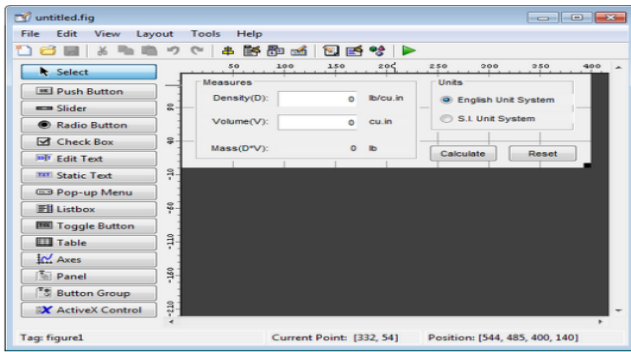 untitled.fig
File Edit View Layout Tools Help
Select
Push Button
Slider
Radio Button
Check Box
Edit Text
Static Text
Pop-up Menu
Listbox
Toggle Button
Table
Axes
Panel
Button Group
ActiveX Control
50 100 150 200 250 300 350 400
Measures
Density(D): 0 lb/cu.in
Volume(V): 0 cu.in
Mass(D*V): 0 lb
Units
English Unit System
S.I. Unit System
Calculate Reset
Tag: figure1 Current Point: [332, 54] Position: [544, 485, 400, 140]